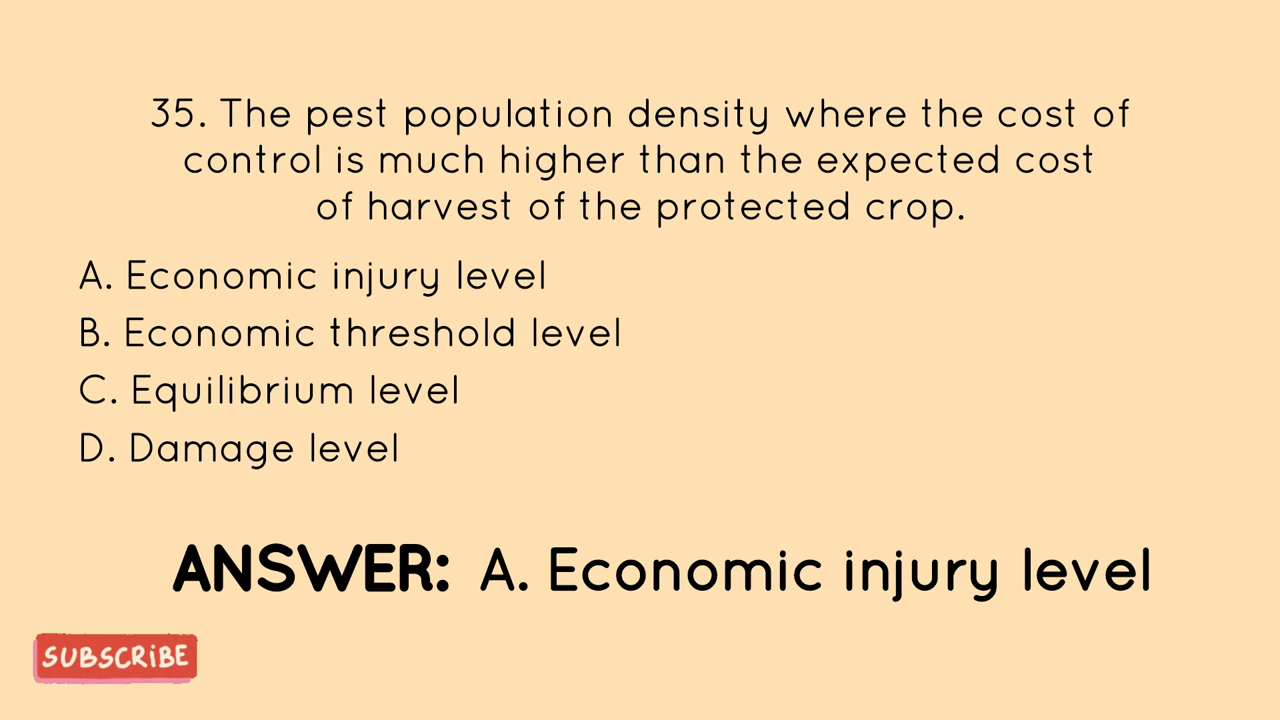 35. The pest population density where the cost of
control is much higher than the expected cost
of harvest of the protected crop.
A. Economic injury level
B. Economic threshold level
C. Equilibrium level
D. Damage level
ANSWER: A. Economic injury level
SUBSCRiBE